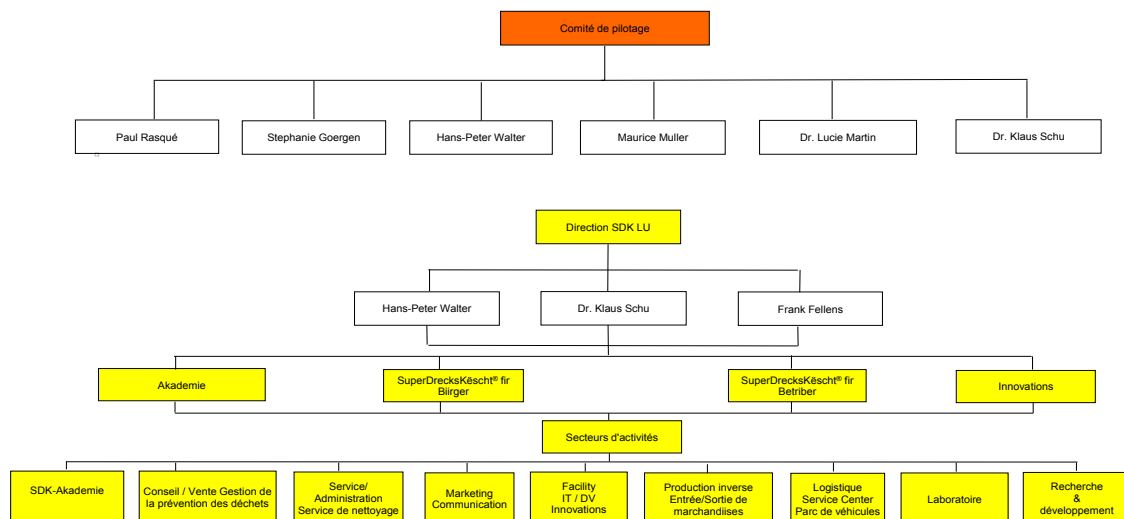 Comité de pilotage
Paul Rasqué
Stephanie Goergen
Hans-Peter Walter
Maurice Muller
Dr. Lucie Martin
Dr. Klaus Schu
Direction SDK LU
Hans-Peter Walter
Dr. Klaus Schu
Frank Fellens
Akademie
SuperDrecksKëscht® fir
Biirger
SuperDrecksKëscht® fir
Betriber
Innovations
Secteurs d'activités
SDK-Akademie
Conseil / Vente Gestion de
la prévention des déchets
Service/
Administration
Service de nettoyage
Marketing
Communication
Facility
IT / DV
Innovations
Production inverse
Entrée/Sortie de
marchandiises
Logistique
Service Center
Parc de véhicules
Laboratoire
Recherche
&
développement